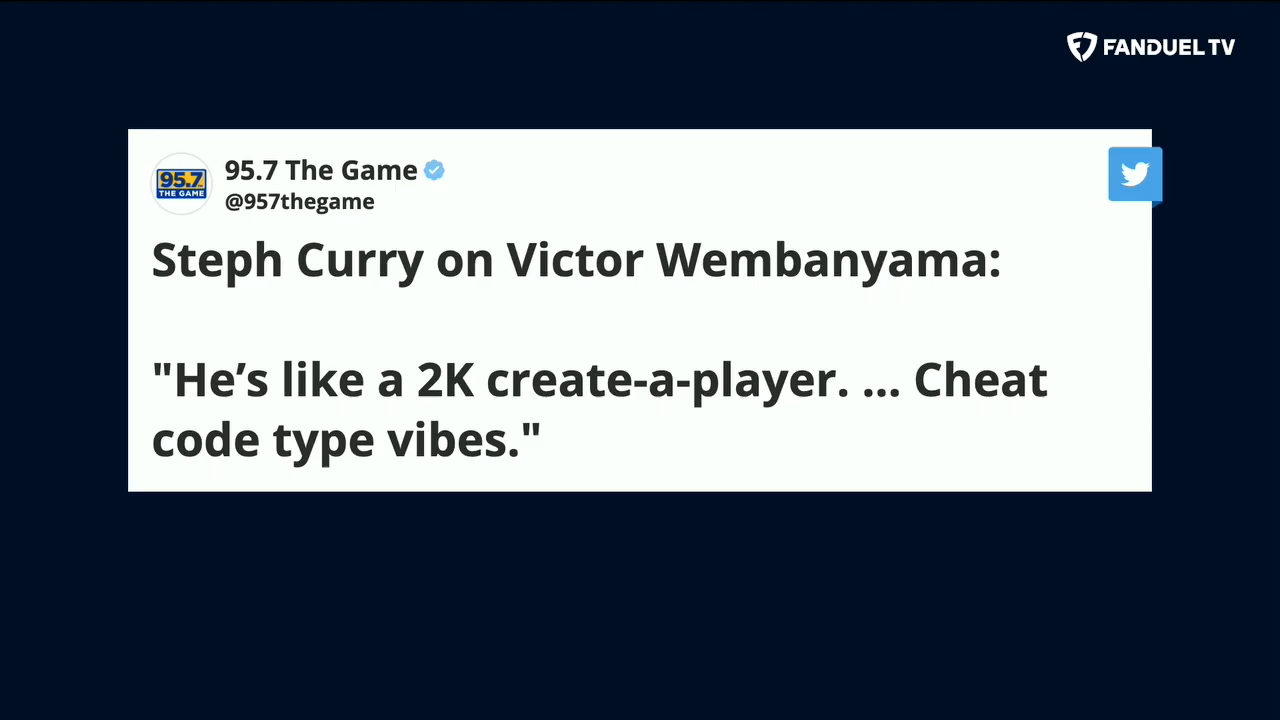 FANDUEL TV
95.7
THE GAME
95.7 The Game
@957thegame
Steph Curry on Victor Wembanyama:
"He’s like a 2K create-a-player. ... Cheat
code type vibes."